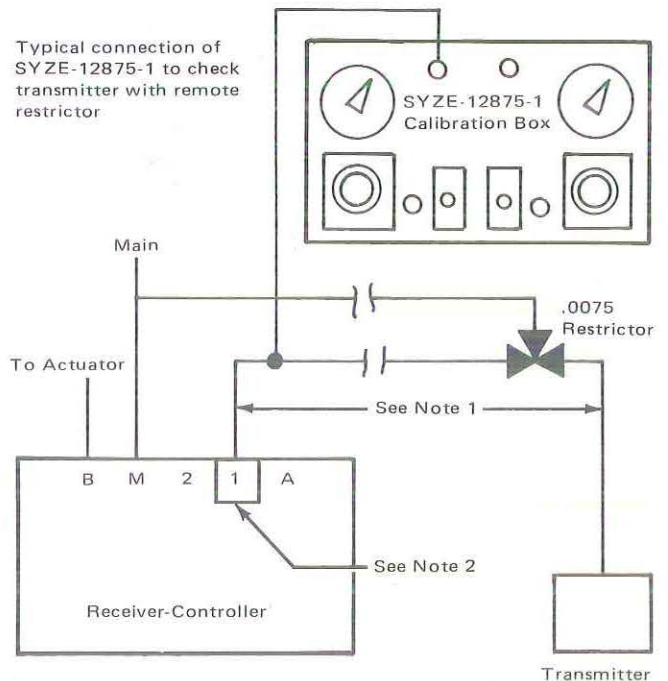 Typical connection of
SYZE-12875-1 to check
transmitter with remote
restrictor
SYZE-12875-1
Calibration Box
Main
.0075
Restrictor
To Actuator
See Note 1
B M 2 1 A
See Note 2
Receiver-Controller
Transmitter